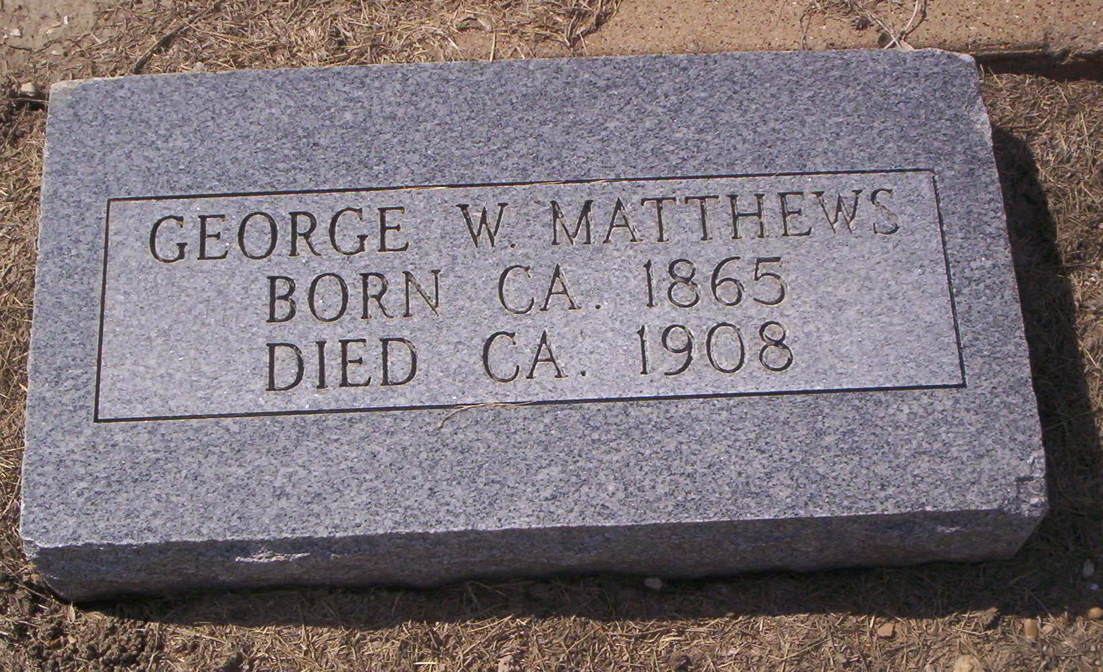 GEORGE W. MATTHEWS
BORN CA. 1865
DIED CA. 1908